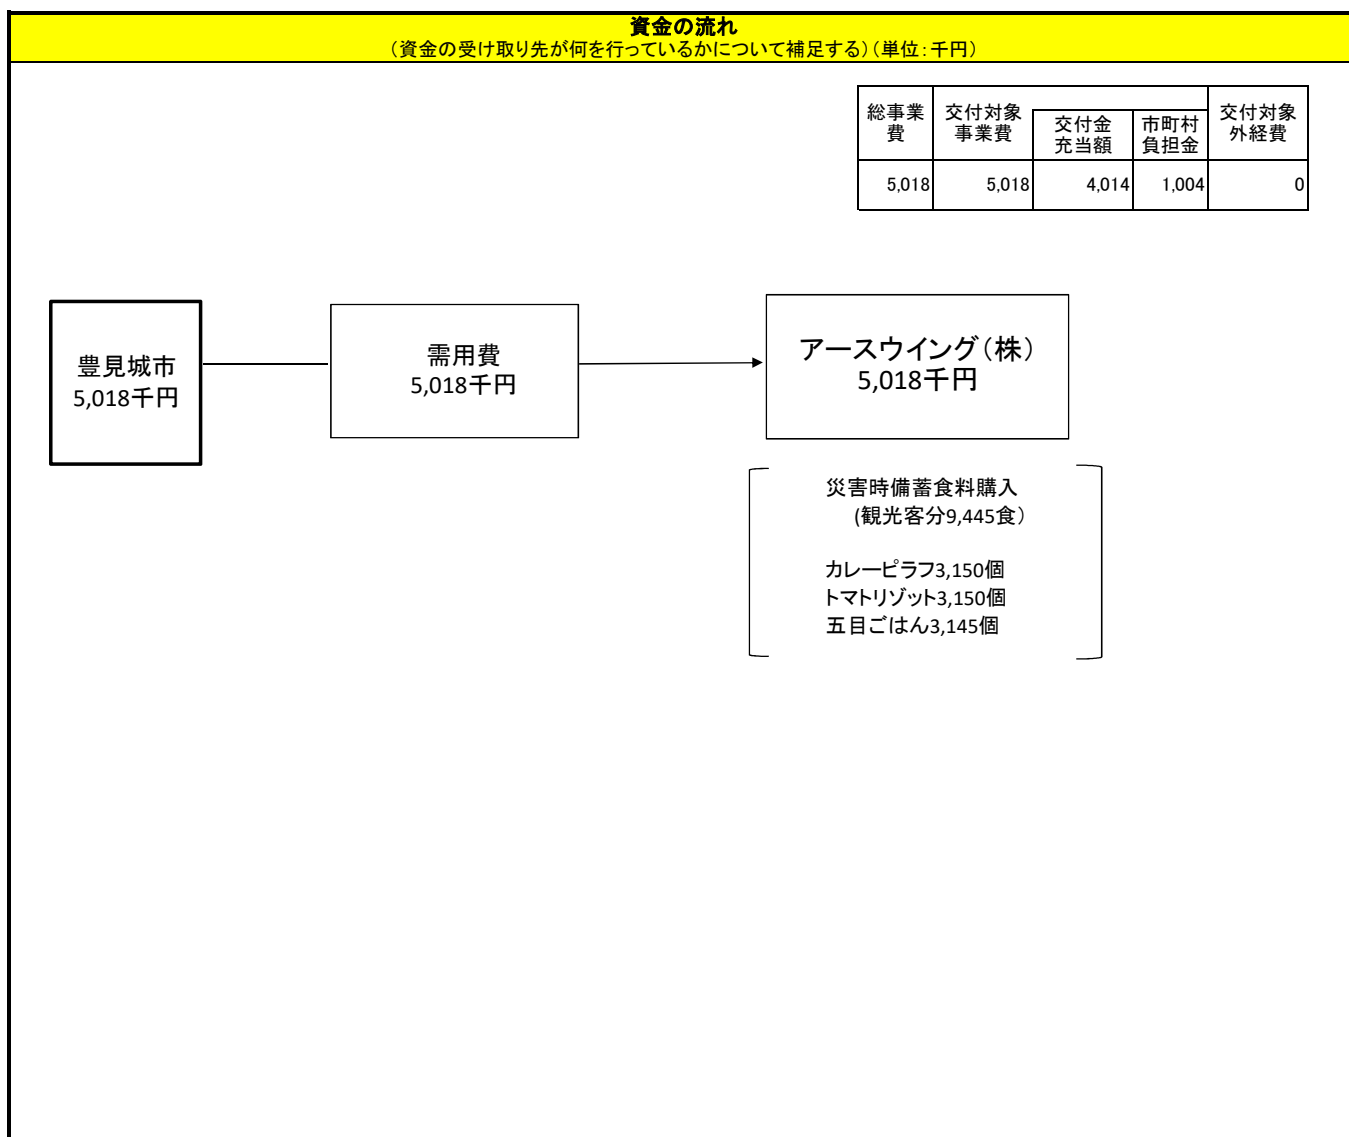 資金の流れ
（資金の受け取り先が何を行っているかについて補足する）（単位：千円）
総事業
費
交付対象
事業費
交付金
充当額
市町村
負担金
交付対象
外経費
5,018 5,018 4,014 1,004 0
豊見城市
5,018千円
需用費
5,018千円
アースウイング（株）
5,018千円
災害時備蓄食料購入
(観光客分9,445食）
カレーピラフ3,150個
トマトリゾット3,150個
五目ごはん3,145個